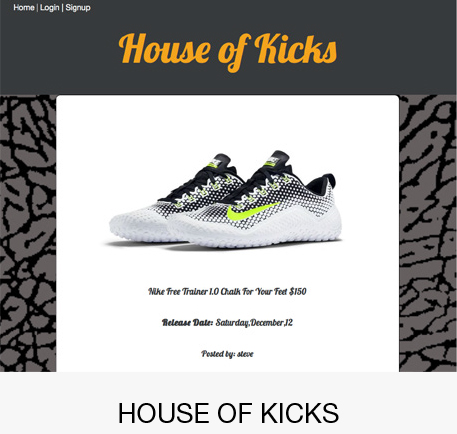 Home | Login | Signup
House of Kicks
Nike Free Trainer 1.0 Chalk For Your Feet $150
Release Date: Saturday,December,12
Posted by: steve
HOUSE OF KICKS